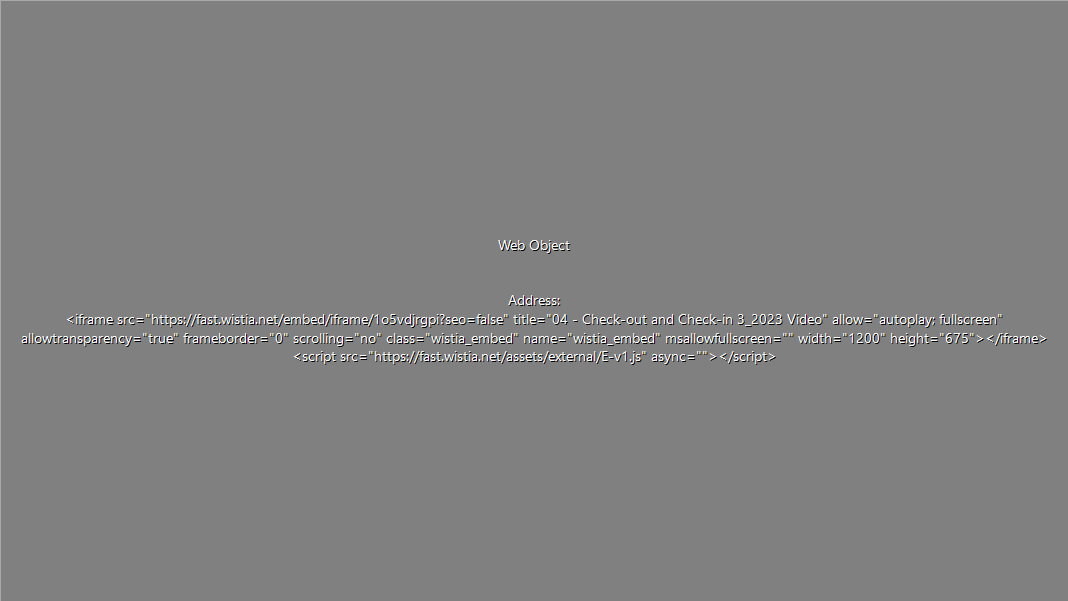 Web Object
Address:
<iframe src="https://fast.wistia.net/embed/iframe/1o5vdjrgpi?seo=false" title="04 - Check-out and Check-in 3_2023 Video" allow="autoplay; fullscreen"
allowtransparency="true" frameborder="0" scrolling="no" class="wistia_embed" name="wistia_embed" msallowfullscreen="" width="1200" height="675"></iframe>
<script src="https://fast.wistia.net/assets/external/E-v1.js" async=""></script>